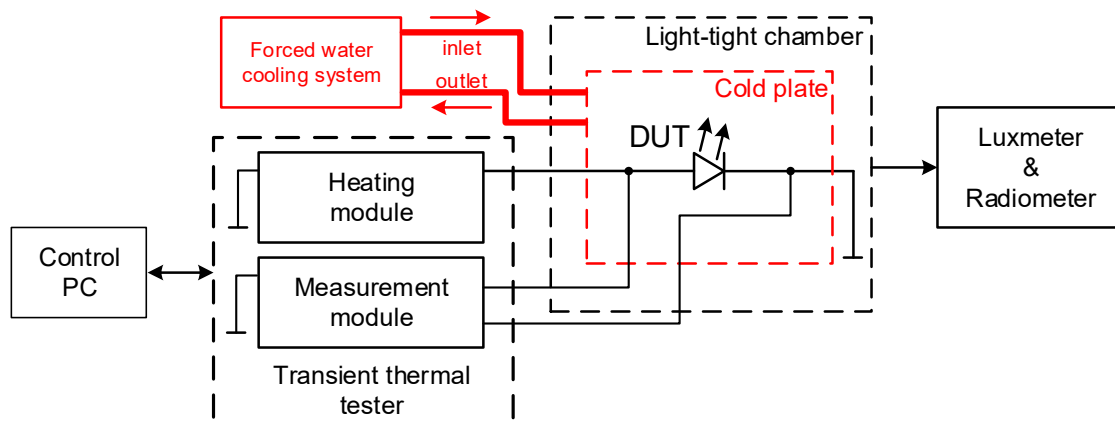 Forced water
cooling system
inlet
outlet
Light-tight chamber
Cold plate
DUT
Heating
module
Measurement
module
Transient thermal
tester
Control
PC
Luxmeter
&
Radiometer